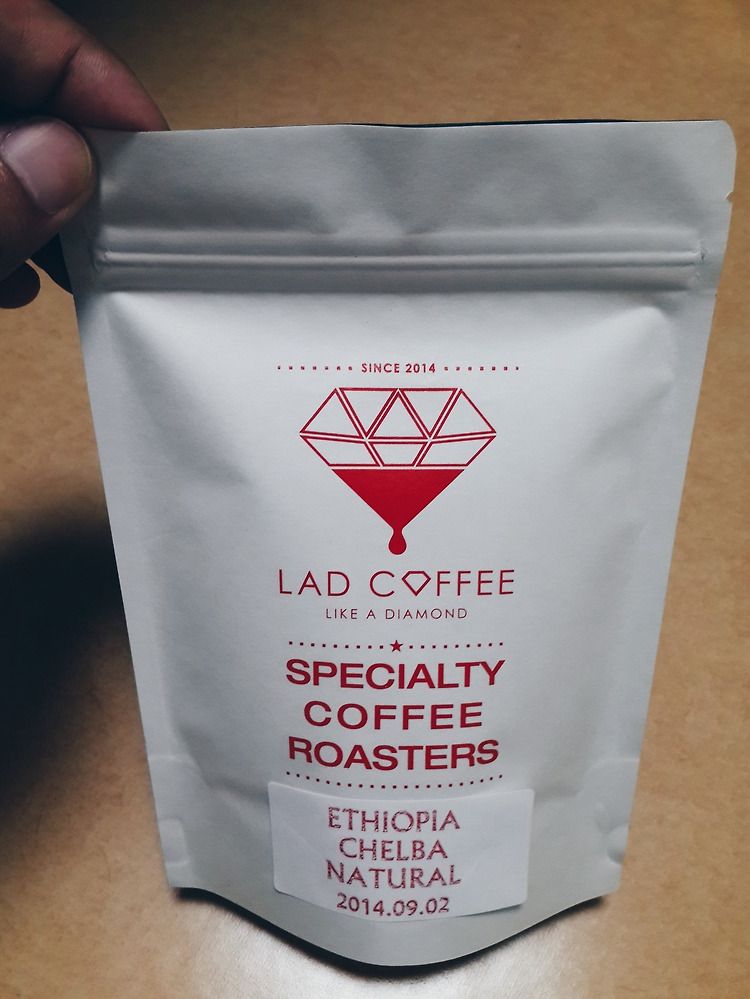 SINCE 2014
LAD COFFEE
LIKE A DIAMOND
SPECIALTY
COFFEE
ROASTERS
ETHIOPIA
CHELBA
NATURAL
2014.09.02